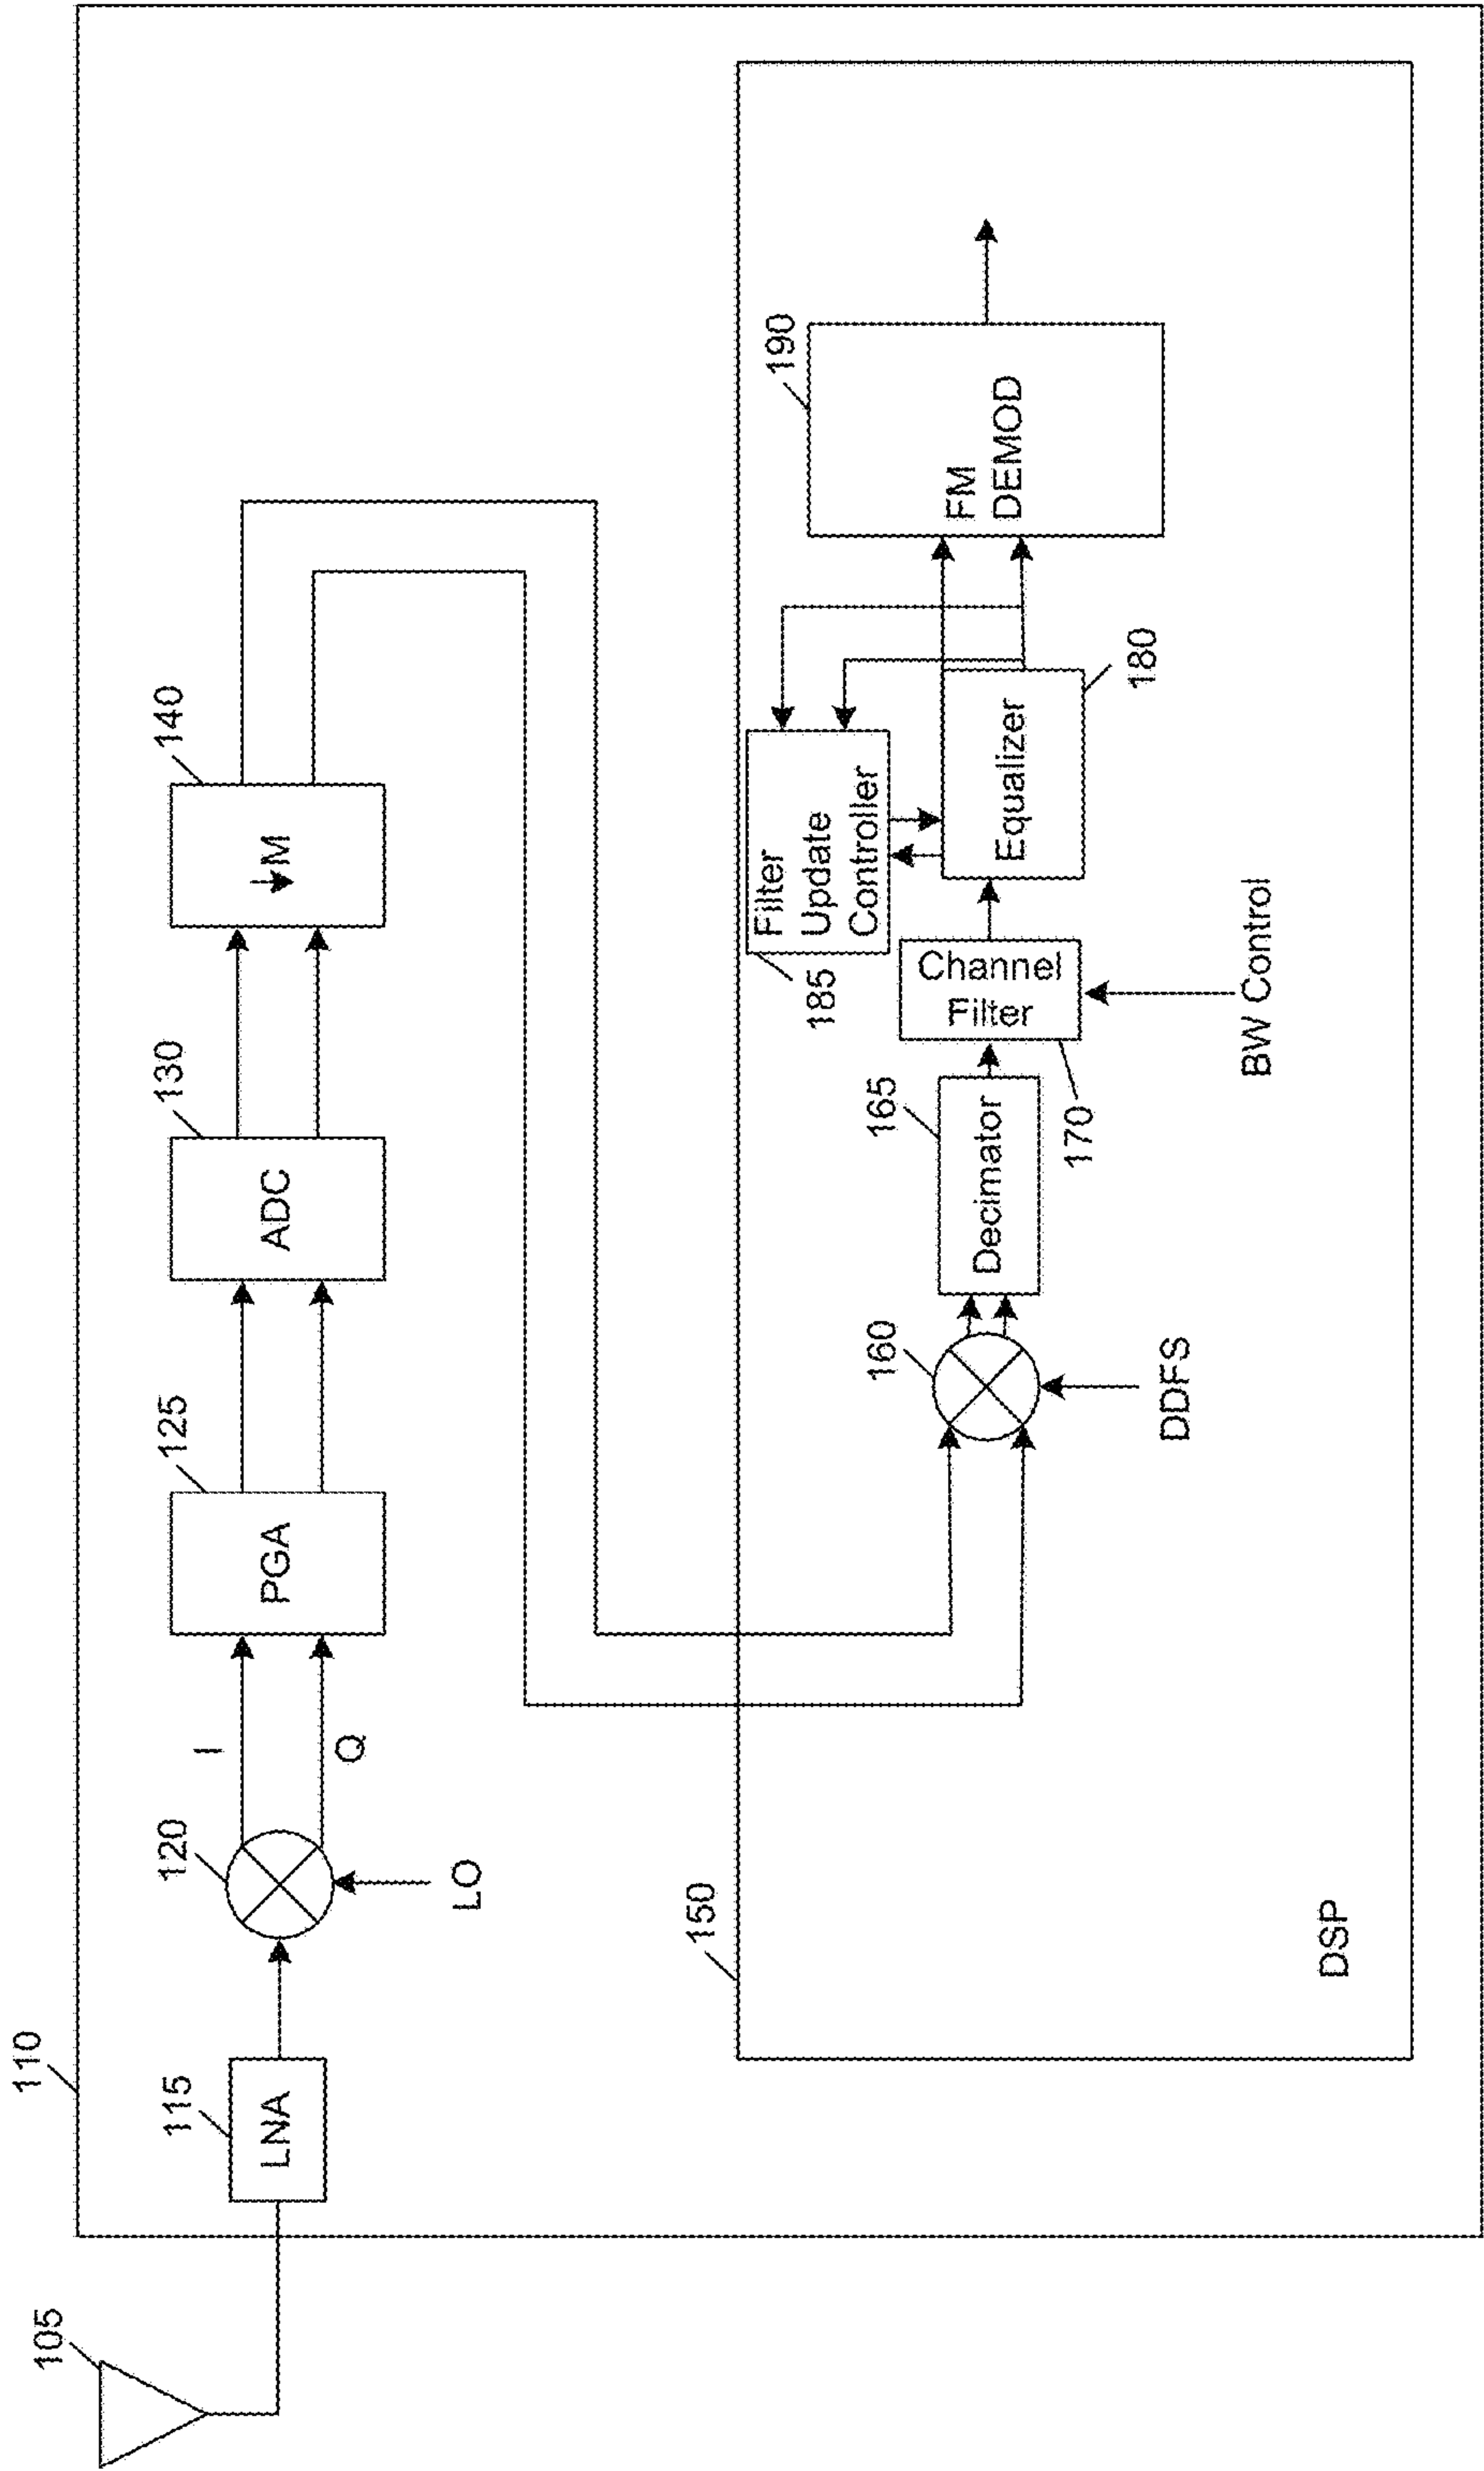 105
110
115
LNA
120
LO
I
Q
125
PGA
130
ADC
140
↓M
150
DSP
160
DDFS
165
Decimator
170
Channel
Filter
BW Control
180
Equalizer
185
Filter
Update
Controller
190
FM
DEMOD